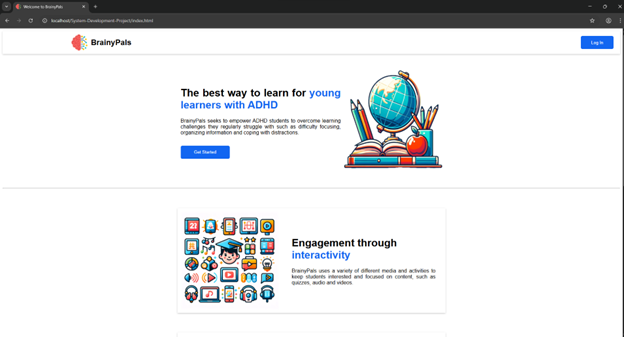 Welcome to BrainyPals
localhost/System-Development-Project/index.html
BrainyPals
Log In
The best way to learn for young
learners with ADHD
BrainyPals seeks to empower ADHD students to overcome learning
challenges they regularly struggle with such as difficulty focusing,
organizing information and coping with distractions.
Get Started
Engagement through
interactivity
BrainyPals uses a variety of different media and activities to
keep students interested and focused on content, such as
quizzes, audio and videos.